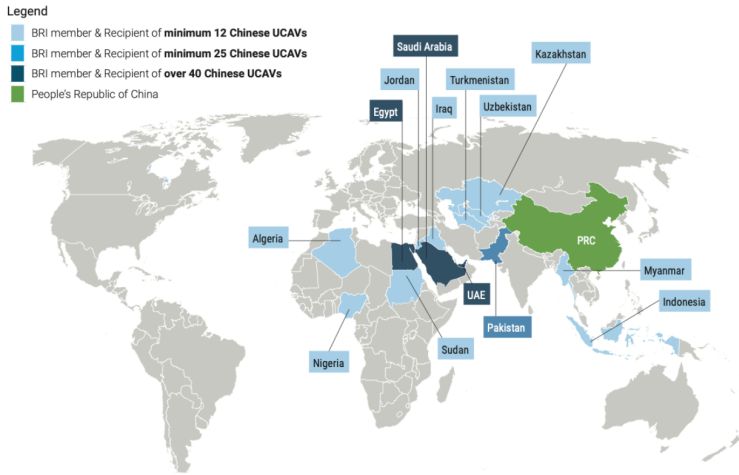 Legend
BRI member & Recipient of minimum 12 Chinese UCAVs
BRI member & Recipient of minimum 25 Chinese UCAVs
BRI member & Recipient of over 40 Chinese UCAVs
People's Republic of China
Saudi Arabia
Kazakhstan
Jordan
Turkmenistan
Egypt
Iraq
Uzbekistan
Algeria
PRC
Myanmar
UAE
Indonesia
Pakistan
Sudan
Nigeria